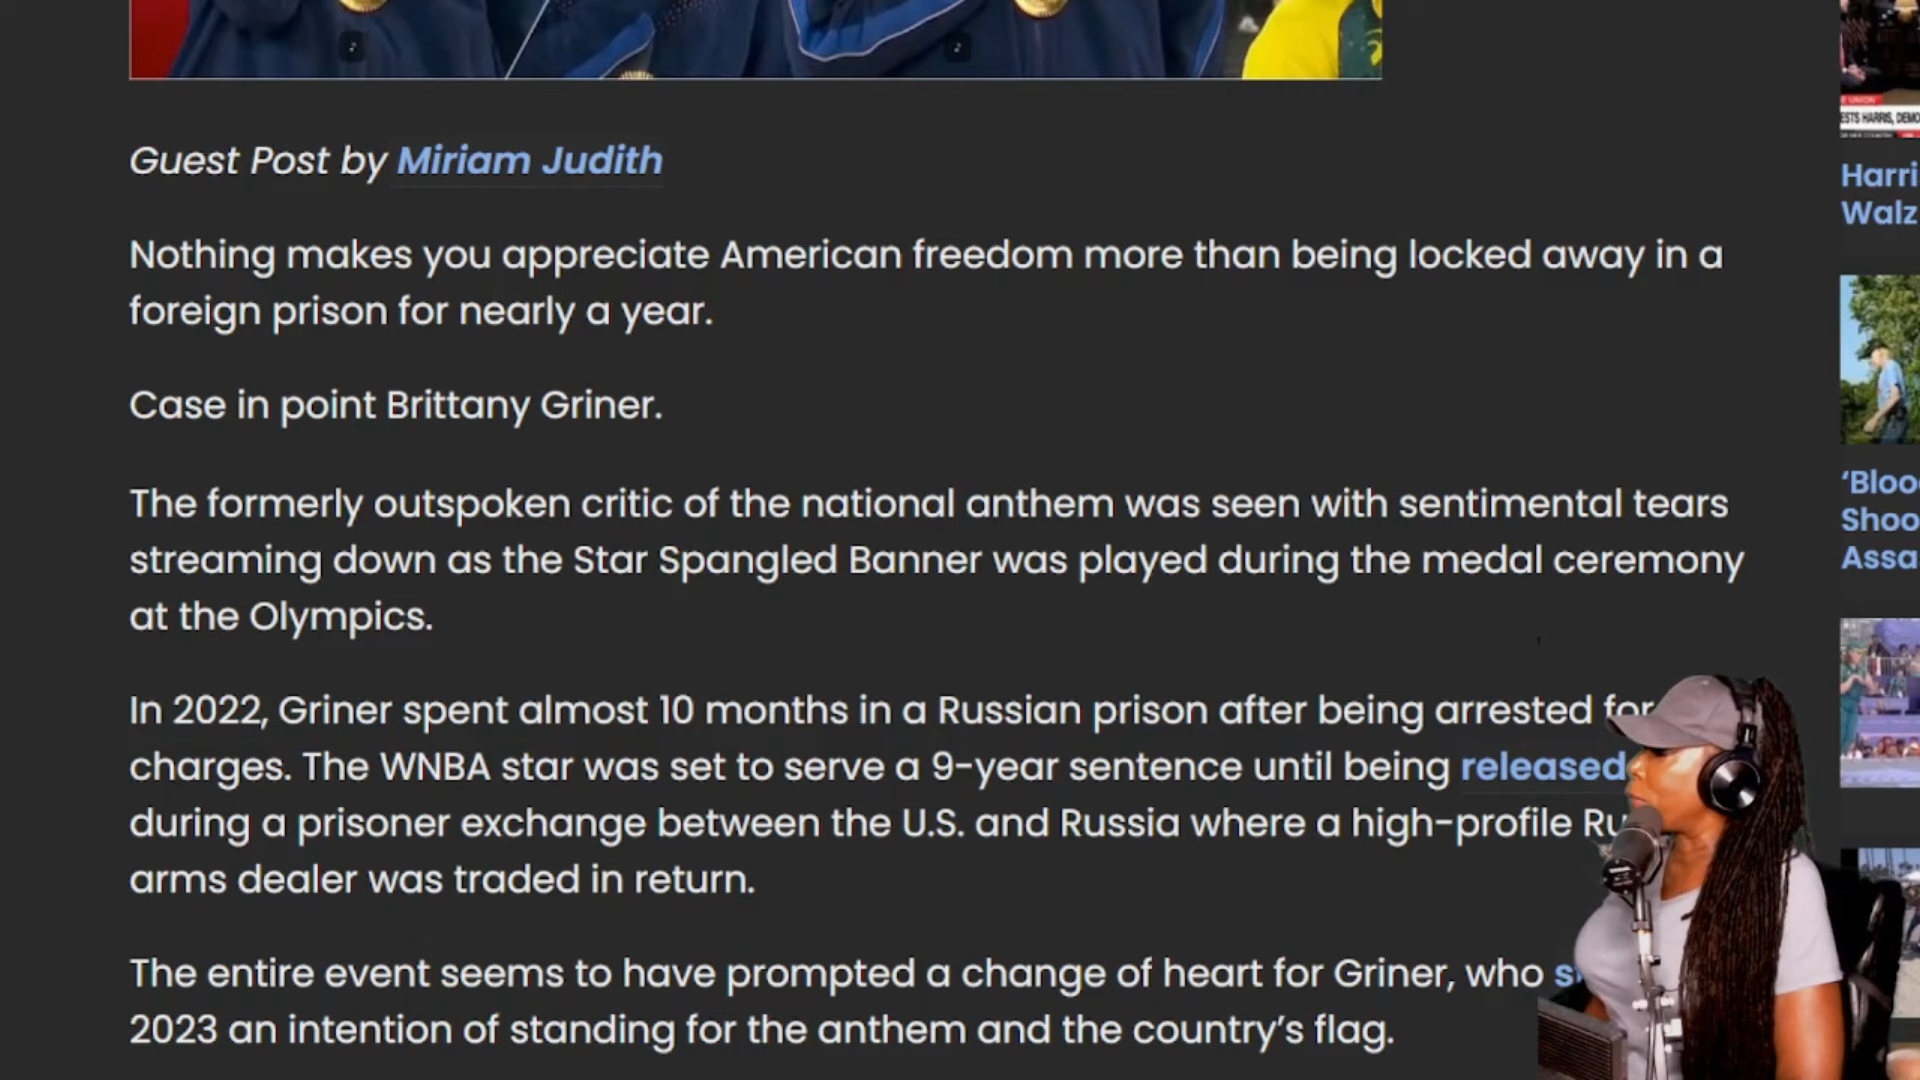 Guest Post by Miriam Judith
Nothing makes you appreciate American freedom more than being locked away in a
foreign prison for nearly a year.
Case in point Brittany Griner.
The formerly outspoken critic of the national anthem was seen with sentimental tears
streaming down as the Star Spangled Banner was played during the medal ceremony
at the Olympics.
In 2022, Griner spent almost 10 months in a Russian prison after being arrested for
charges. The WNBA star was set to serve a 9-year sentence until being released
during a prisoner exchange between the U.S. and Russia where a high-profile Ru
arms dealer was traded in return.
The entire event seems to have prompted a change of heart for Griner, who
2023 an intention of standing for the anthem and the country's flag.
E UNION
ESTS HARRIS, DEMO
Harri
Walz
'Bloo
Shoo
Assa